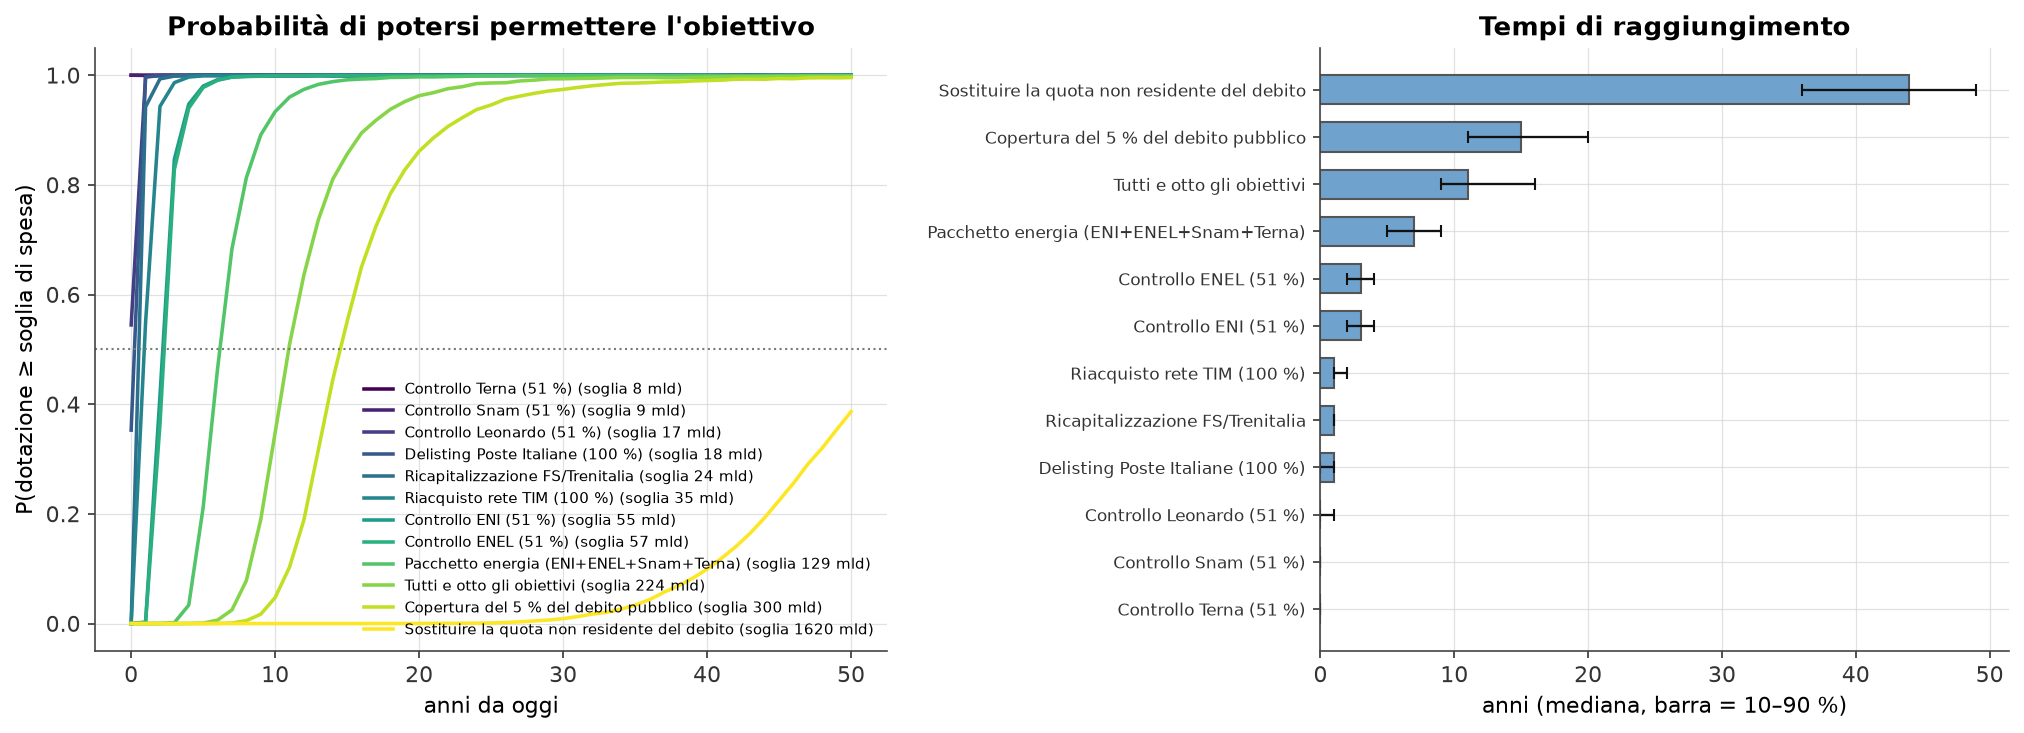 Probabilità di potersi permettere l'obiettivo
P(dotazione ≥ soglia di spesa)
1.0
0.8
0.6
0.4
0.2
0.0
Controllo Terna (51 %) (soglia 8 mld)
Controllo Snam (51 %) (soglia 9 mld)
Controllo Leonardo (51 %) (soglia 17 mld)
Delisting Poste Italiane (100 %) (soglia 18 mld)
Ricapitalizzazione FS/Trenitalia (soglia 24 mld)
Riacquisto rete TIM (100 %) (soglia 35 mld)
Controllo ENI (51 %) (soglia 55 mld)
Controllo ENEL (51 %) (soglia 57 mld)
Pacchetto energia (ENI+ENEL+Snam+Terna) (soglia 129 mld)
Tutti e otto gli obiettivi (soglia 224 mld)
Copertura del 5 % del debito pubblico (soglia 300 mld)
Sostituire la quota non residente del debito (soglia 1620 mld)
0 10 20 30 40 50
anni da oggi
Tempi di raggiungimento
Sostituire la quota non residente del debito
Copertura del 5 % del debito pubblico
Tutti e otto gli obiettivi
Pacchetto energia (ENI+ENEL+Snam+Terna)
Controllo ENEL (51 %)
Controllo ENI (51 %)
Riacquisto rete TIM (100 %)
Ricapitalizzazione FS/Trenitalia
Delisting Poste Italiane (100 %)
Controllo Leonardo (51 %)
Controllo Snam (51 %)
Controllo Terna (51 %)
0 10 20 30 40 50
anni (mediana, barra = 10–90 %)